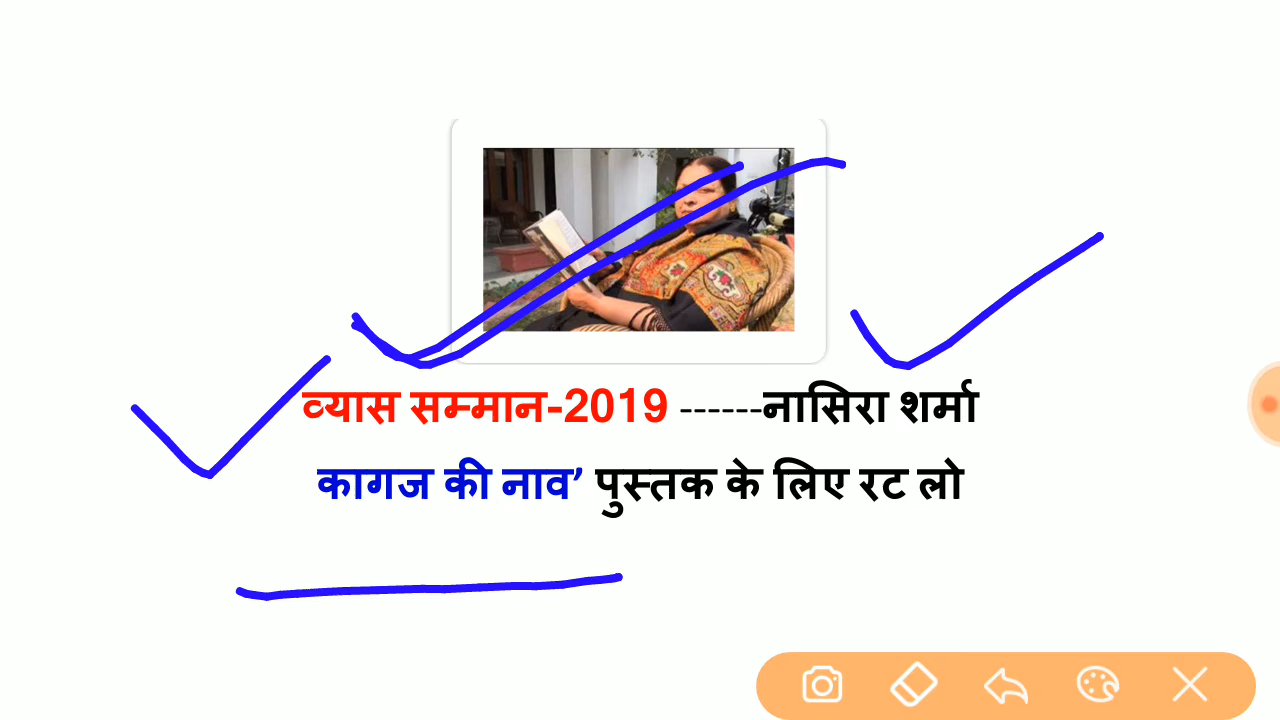 व्यास सम्मान-2019 ------नासिरा शर्मा
कागज की नाव’ पुस्तक के लिए रट लो